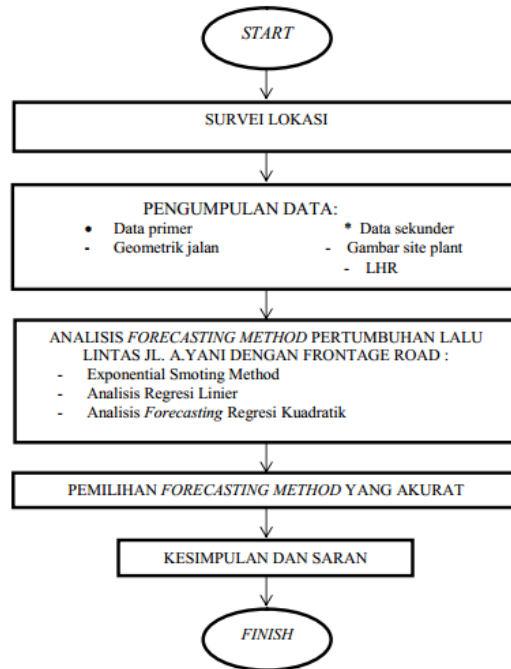 START
SURVEI LOKASI
PENGUMPULAN DATA:
• Data primer
- Geometrik jalan
* Data sekunder
- Gambar site plant
- LHR
ANALISIS FORECASTING METHOD PERTUMBUHAN LALU
LINTAS JL. A.YANI DENGAN FRONTAGE ROAD :
- Exponential Smoting Method
- Analisis Regresi Linier
- Analisis Forecasting Regresi Kuadratik
PEMILIHAN FORECASTING METHOD YANG AKURAT
KESIMPULAN DAN SARAN
FINISH